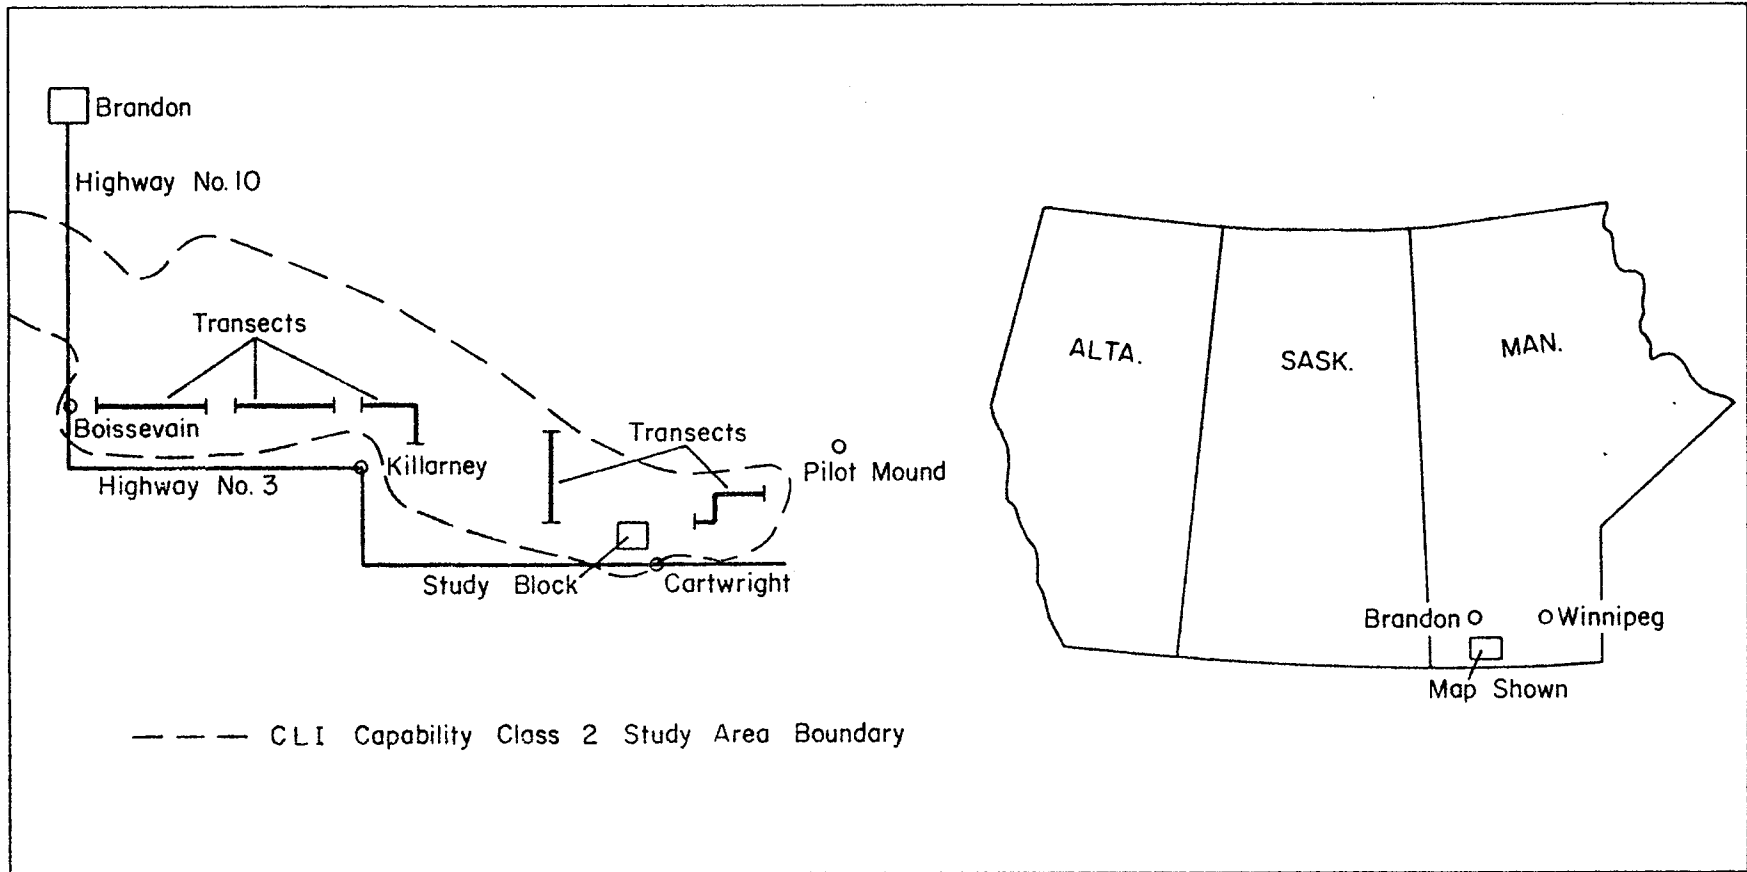 Brandon
Highway No. 10
Transects
Boissevain
Killarney
Highway No. 3
Transects
Pilot Mound
Study Block
Cartwright
ALTA.
SASK.
MAN.
Brandon
Winnipeg
Map Shown
CLI Capability Class 2 Study Area Boundary